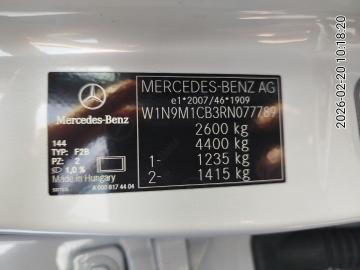 MERCEDES-BENZ AG
e1*2007/46*1909
W1N9M1CB3RN077789
2600 kg
4400 kg
1- 1235 kg
2- 1415 kg
Mercedes-Benz
144
TYP: F2B
PZ: 2
1,0 %
Made in Hungary
A 000 817 44 04
2026-02-20 10:18:20